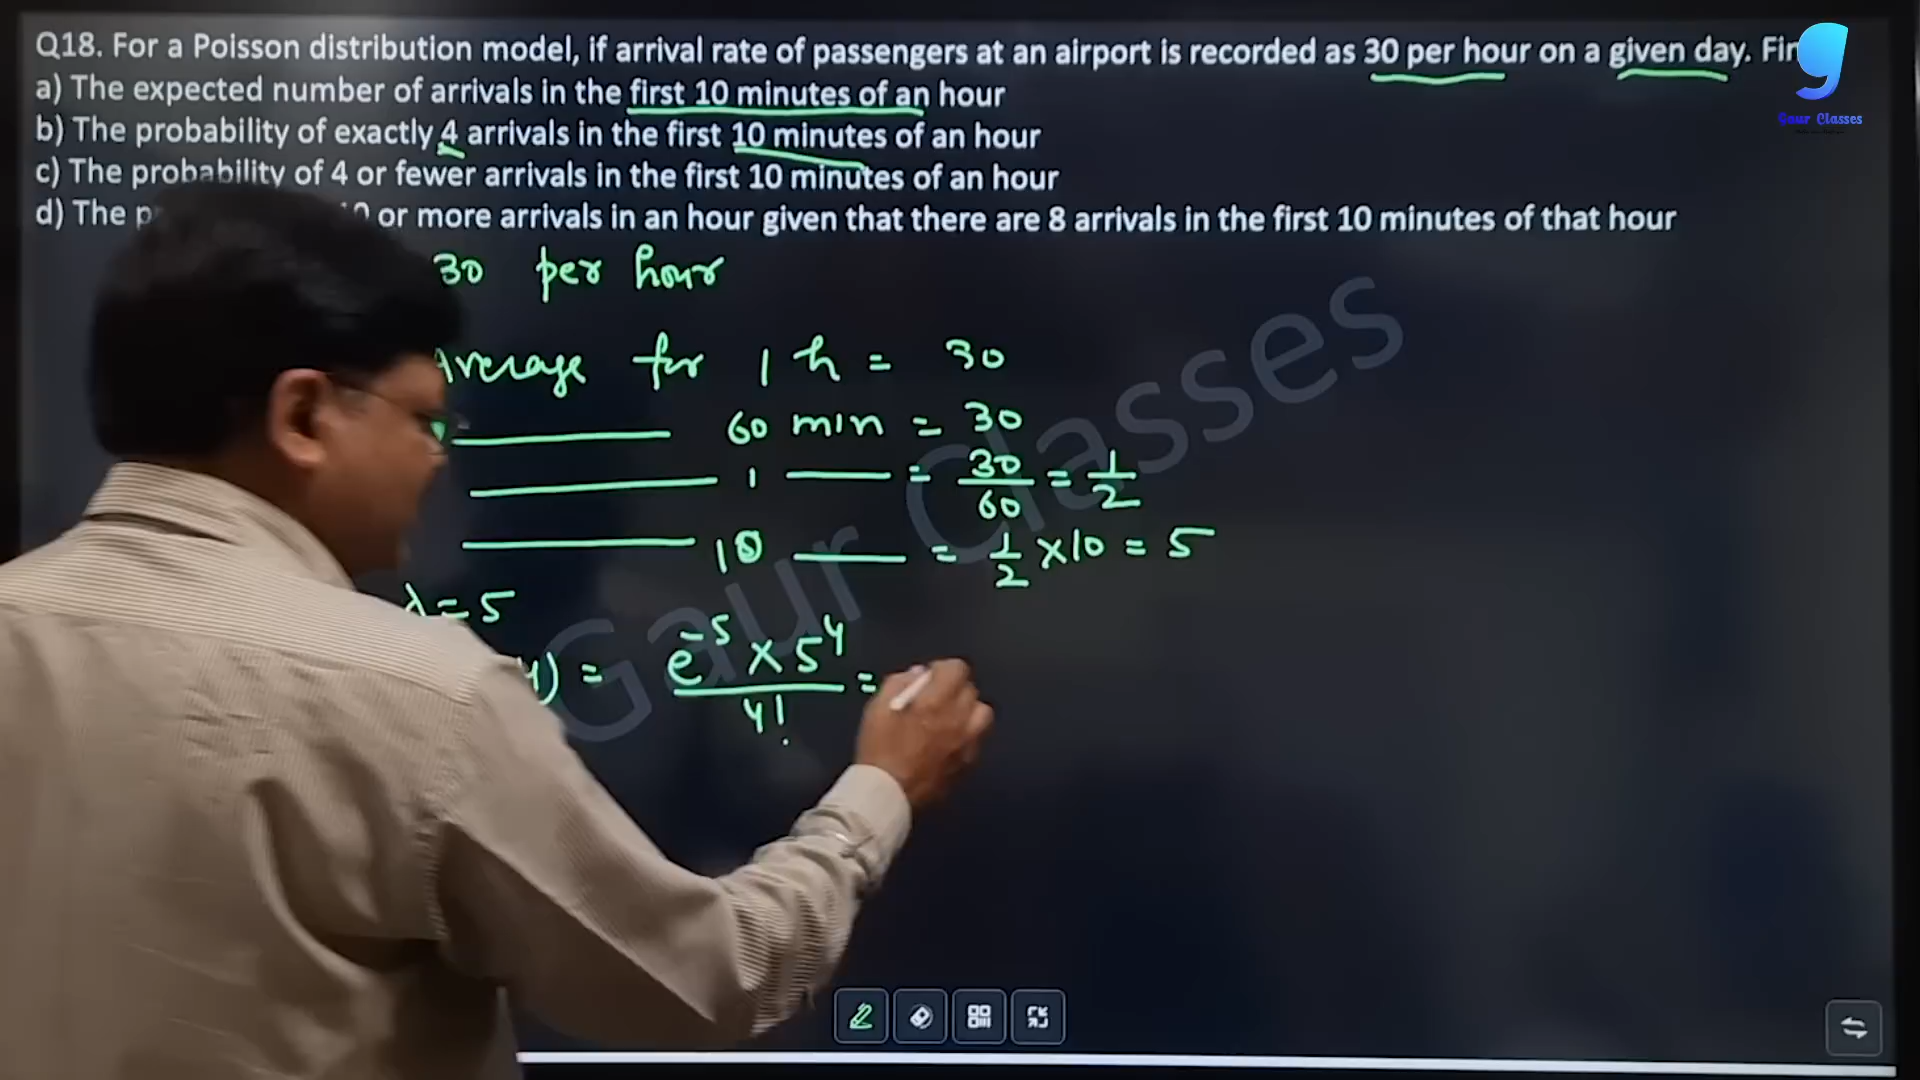 Q18. For a Poisson distribution model, if arrival rate of passengers at an airport is recorded as 30 per hour on a given day. Fin
a) The expected number of arrivals in the first 10 minutes of an hour
b) The probability of exactly 4 arrivals in the first 10 minutes of an hour
c) The probability of 4 or fewer arrivals in the first 10 minutes of an hour
d) The or more arrivals in an hour given that there are 8 arrivals in the first 10 minutes of that hour
Gaur Classes
30 per hour
Average for 1 h = 30
60 min = 30
1 = 30/60 = 1/2
10 = 1/2 × 10 = 5
λ = 5
4) = e^-5 × 5^4 / 4! =
Gaur Classes